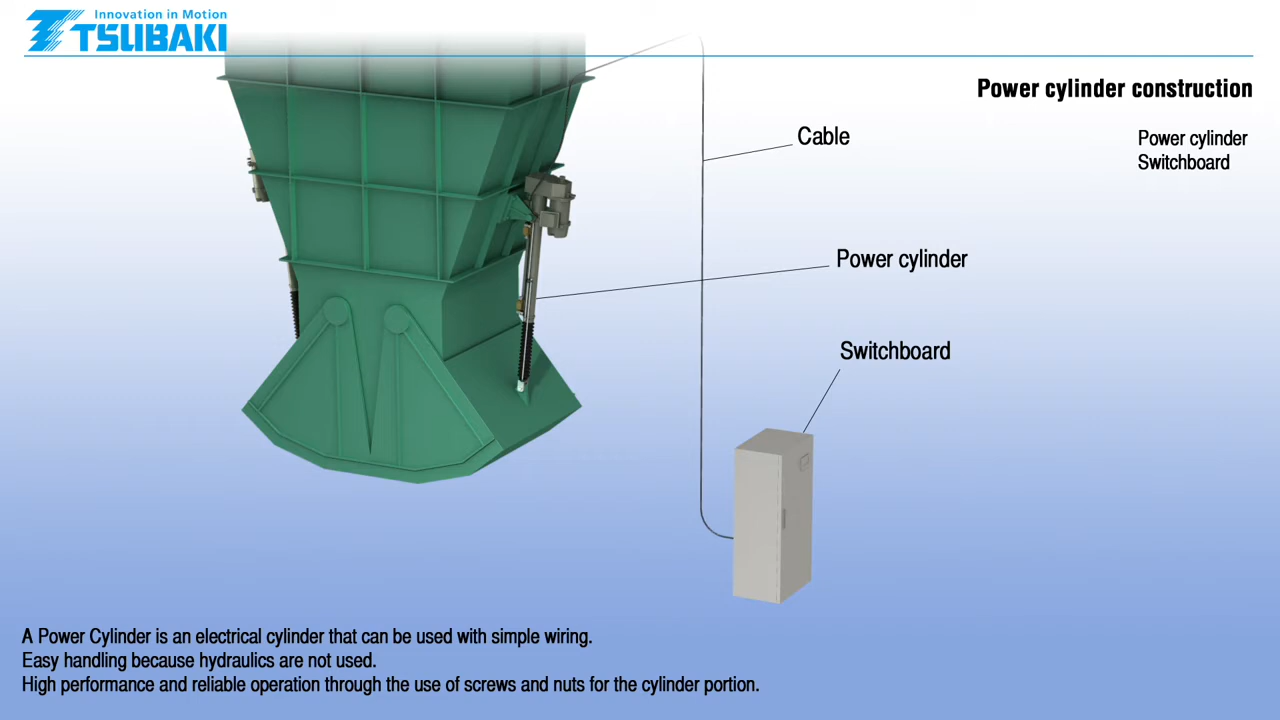 Innovation in Motion
TSUBAKI
Power cylinder construction
Power cylinder
Switchboard
Cable
Power cylinder
Switchboard
A Power Cylinder is an electrical cylinder that can be used with simple wiring.
Easy handling because hydraulics are not used.
High performance and reliable operation through the use of screws and nuts for the cylinder portion.